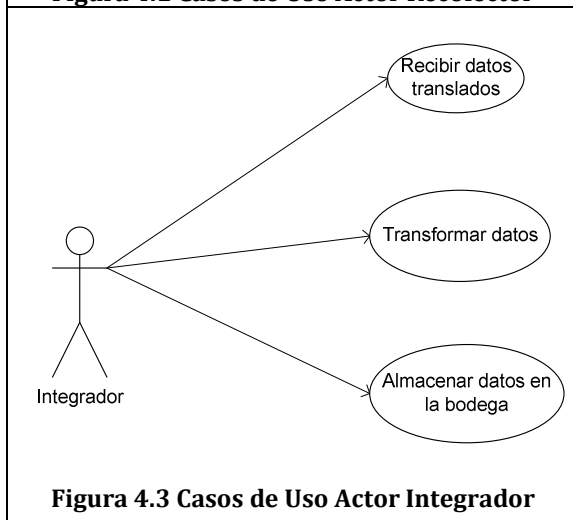 Recibir datos
translados
Transformar datos
Almacenar datos en
la bodega
Integrador
Figura 4.3 Casos de Uso Actor Integrador